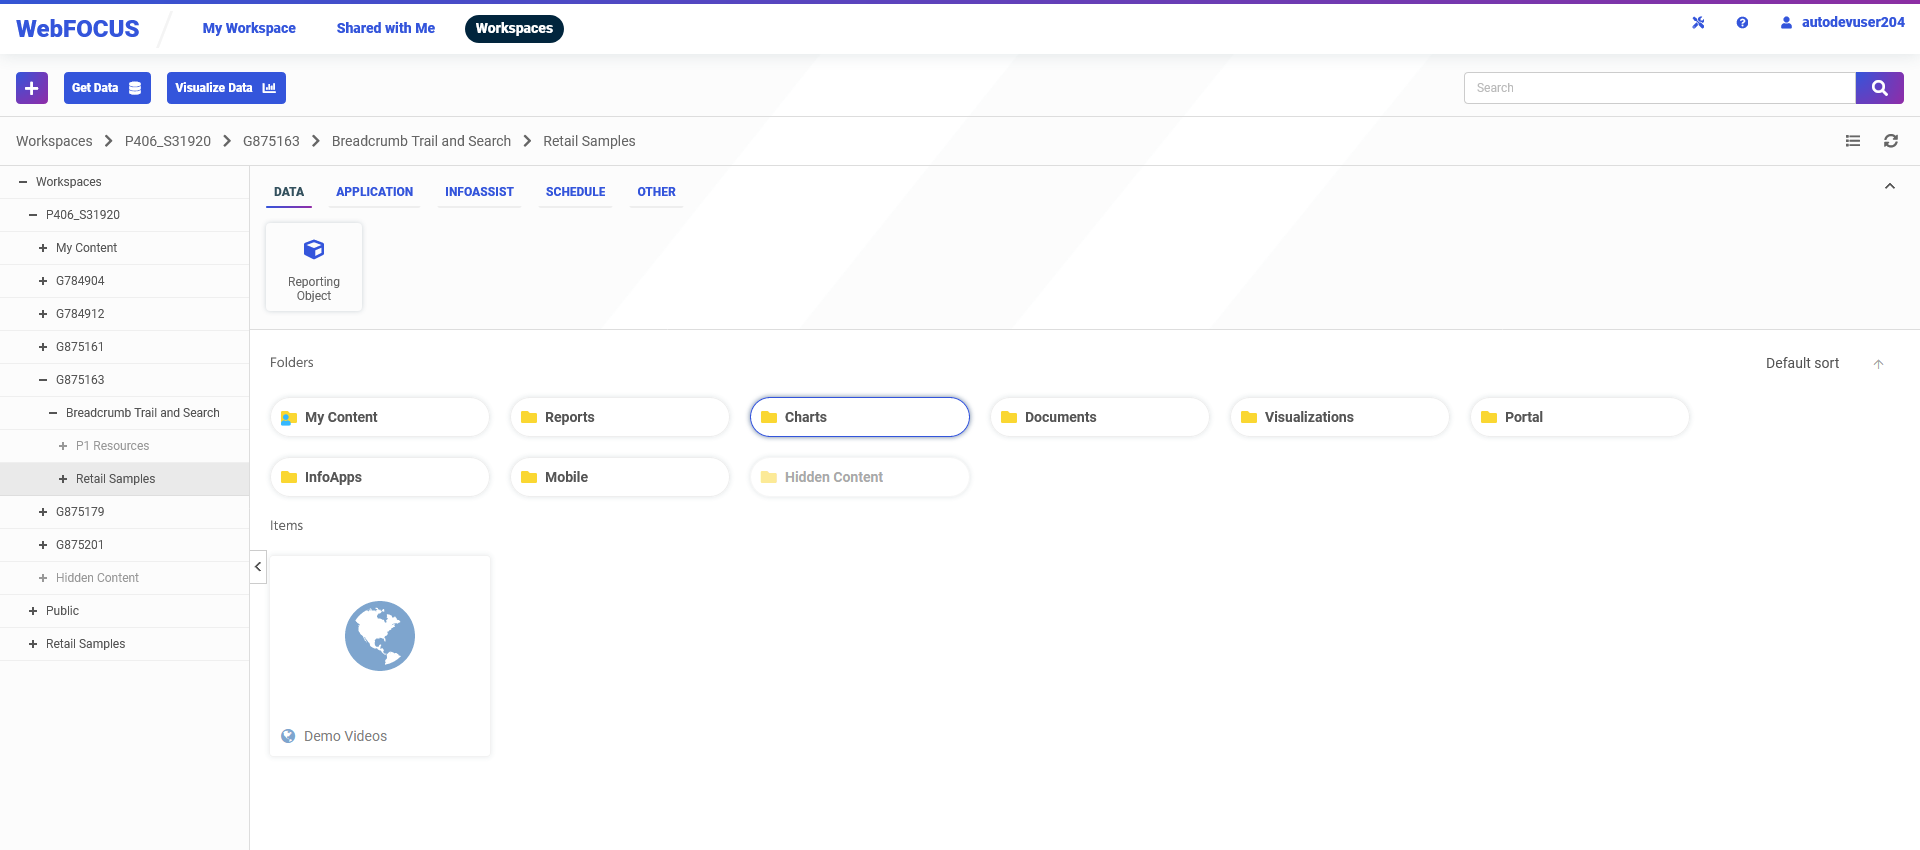 WebFOCUS
My Workspace
Shared with Me
Workspaces
autodevuser204
Get Data
Visualize Data
Search
Workspaces > P406_S31920 > G875163 > Breadcrumb Trail and Search > Retail Samples
Workspaces
P406_S31920
My Content
G784904
G784912
G875161
G875163
Breadcrumb Trail and Search
P1 Resources
Retail Samples
G875179
G875201
Hidden Content
Public
Retail Samples
DATA
APPLICATION
INFOASSIST
SCHEDULE
OTHER
Reporting
Object
Folders
Default sort
My Content
Reports
Charts
Documents
Visualizations
Portal
InfoApps
Mobile
Hidden Content
Items
Demo Videos